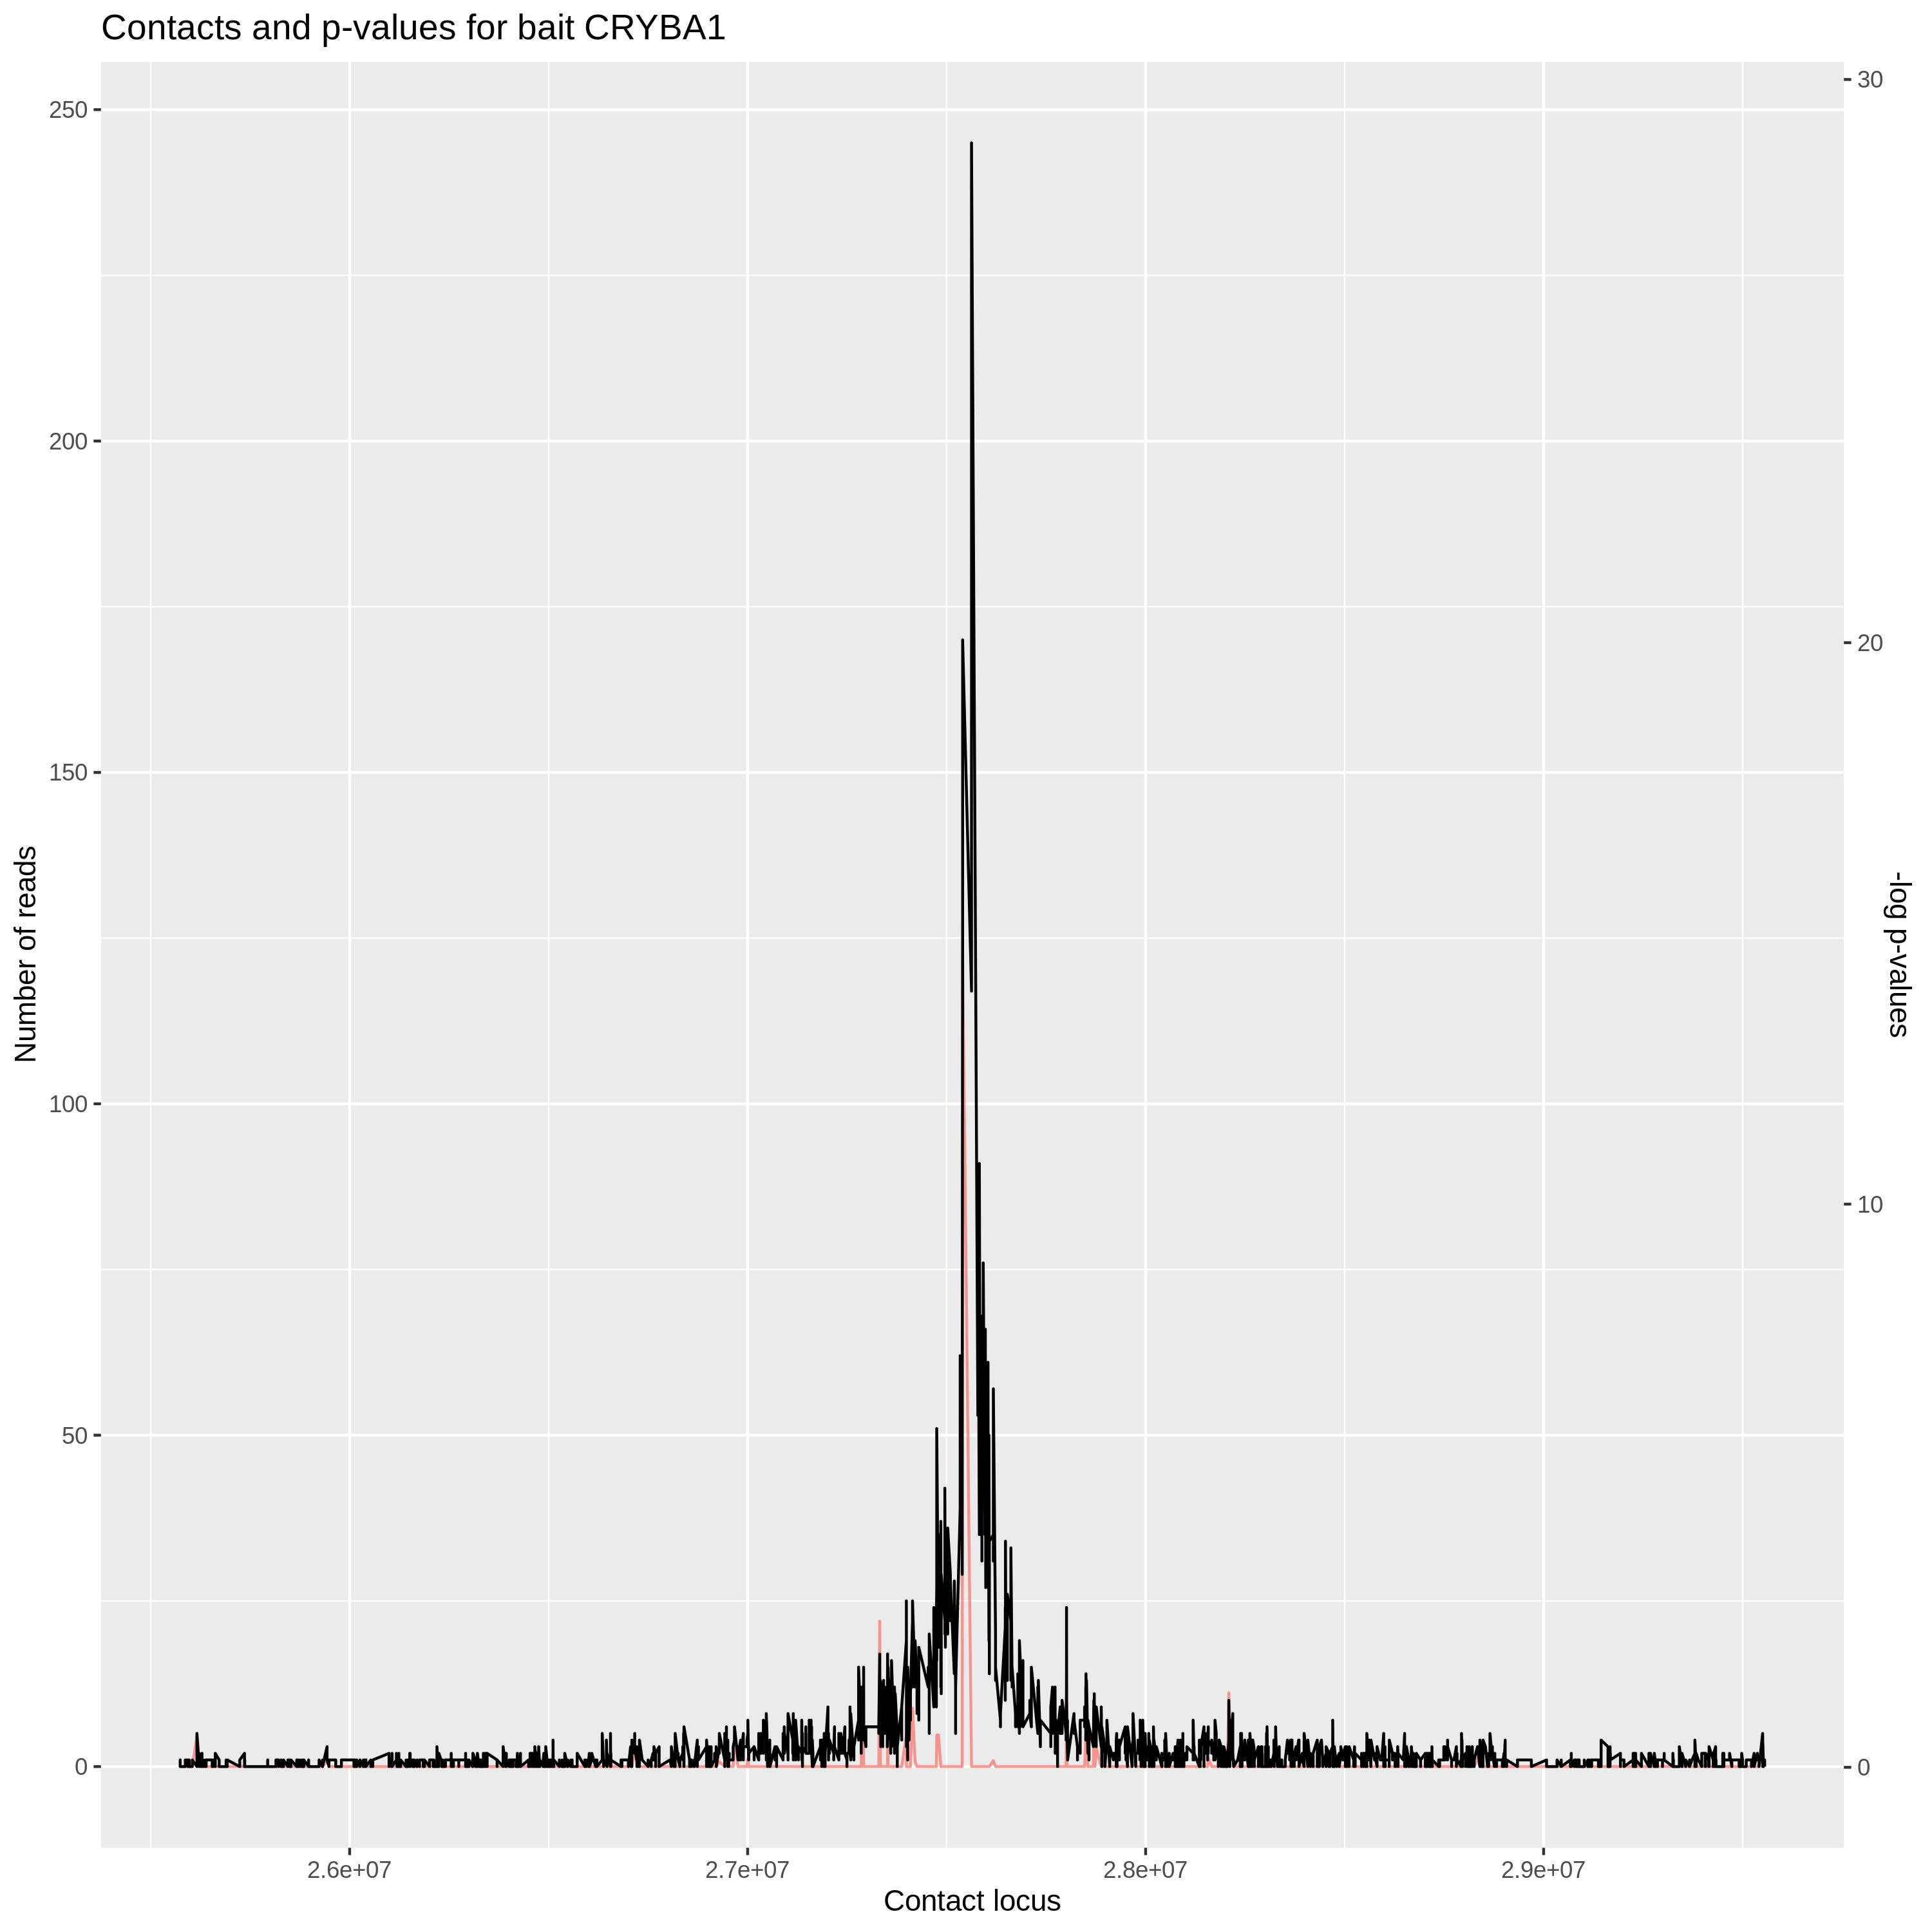 Contacts and p-values for bait CRYBA1
250
200
150
100
50
0
Number of reads
30
20
10
0
-log p-values
2.6e+07
2.7e+07
2.8e+07
2.9e+07
Contact locus